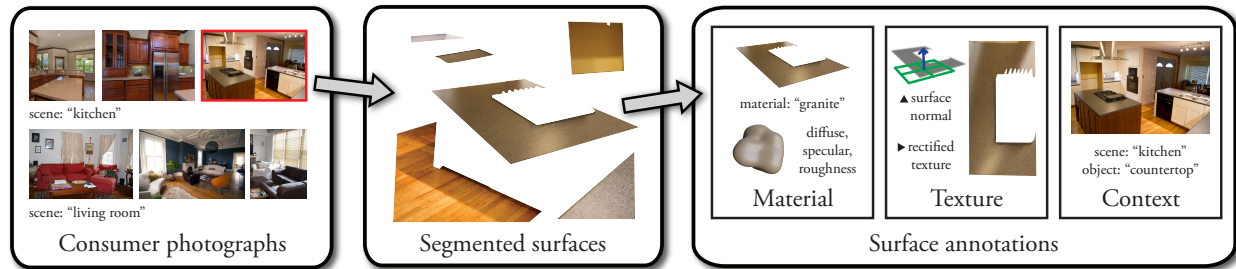 scene: “kitchen”
scene: “living room”
Consumer photographs
Segmented surfaces
material: “granite”
diffuse,
specular,
roughness
Material
▲ surface
normal
► rectified
texture
Texture
scene: “kitchen”
object: “countertop”
Context
Surface annotations